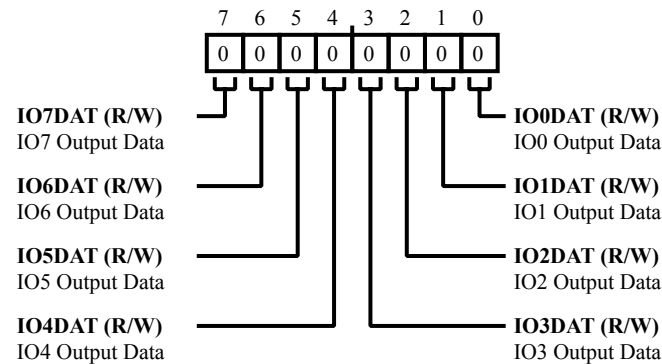 7 6 5 4 3 2 1 0
0 0 0 0 0 0 0 0
IO7DAT (R/W)
IO7 Output Data
IO6DAT (R/W)
IO6 Output Data
IO5DAT (R/W)
IO5 Output Data
IO4DAT (R/W)
IO4 Output Data
IO0DAT (R/W)
IO0 Output Data
IO1DAT (R/W)
IO1 Output Data
IO2DAT (R/W)
IO2 Output Data
IO3DAT (R/W)
IO3 Output Data